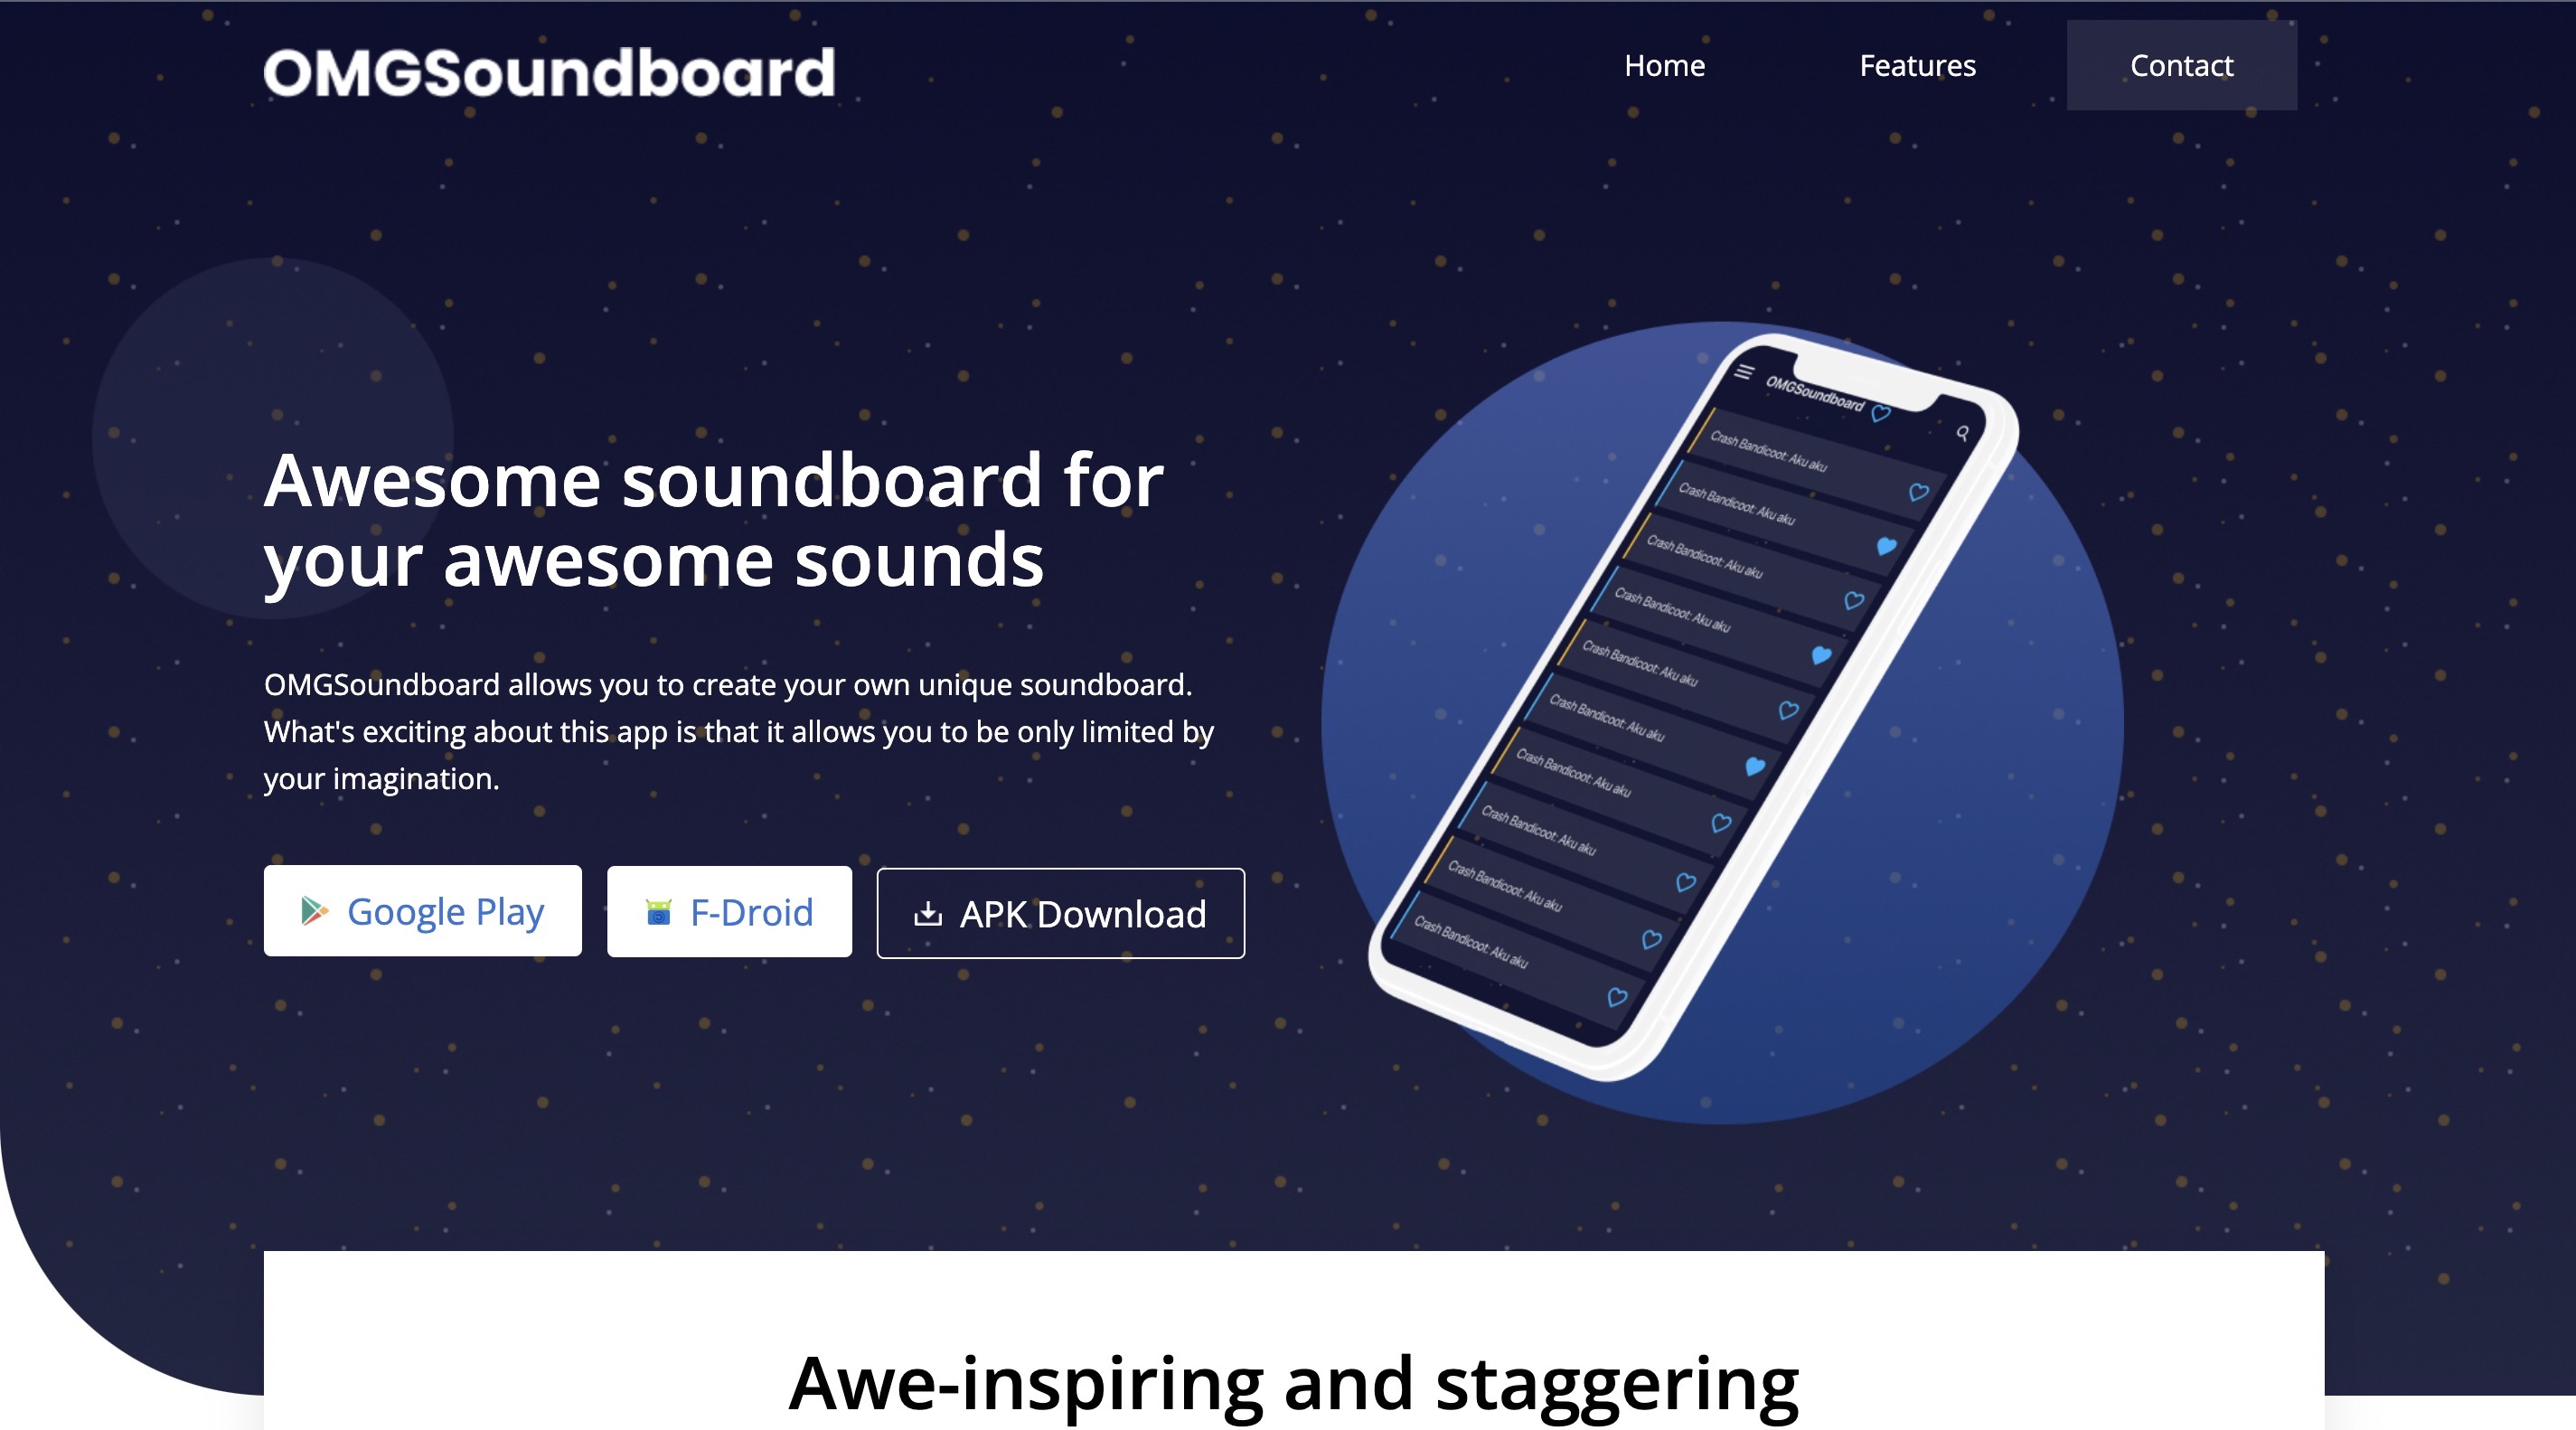 OMGSoundboard
Home
Features
Contact
Awesome soundboard for
your awesome sounds
OMGSoundboard allows you to create your own unique soundboard.
What's exciting about this app is that it allows you to be only limited by
your imagination.
Google Play
F-Droid
APK Download
OMGSoundboard
Crash Bandicoot: Aku aku
Crash Bandicoot: Aku aku
Crash Bandicoot: Aku aku
Crash Bandicoot: Aku aku
Crash Bandicoot: Aku aku
Crash Bandicoot: Aku aku
Crash Bandicoot: Aku aku
Crash Bandicoot: Aku aku
Crash Bandicoot: Aku aku
Crash Bandicoot: Aku aku
Awe-inspiring and staggering